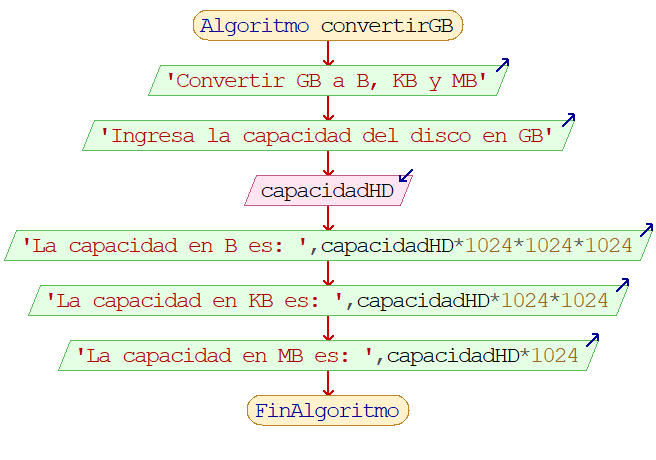 Algoritmo convertirGB
'Convertir GB a B, KB y MB'
'Ingresa la capacidad del disco en GB'
capacidadHD
'La capacidad en B es: ',capacidadHD*1024*1024*1024
'La capacidad en KB es: ',capacidadHD*1024*1024
'La capacidad en MB es: ',capacidadHD*1024
FinAlgoritmo